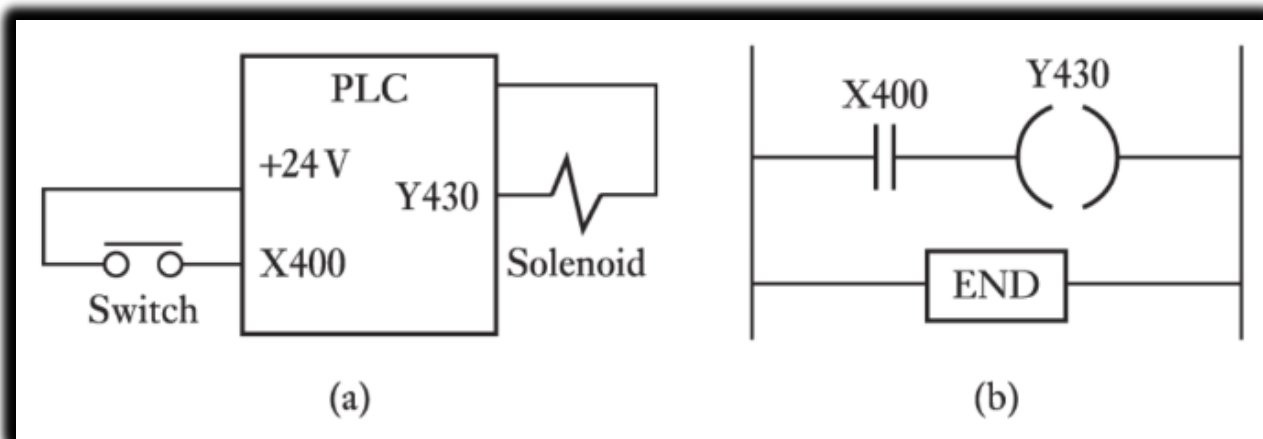 PLC
+24 V
Y430
X400
Switch
Solenoid
(a)
X400
Y430
END
(b)